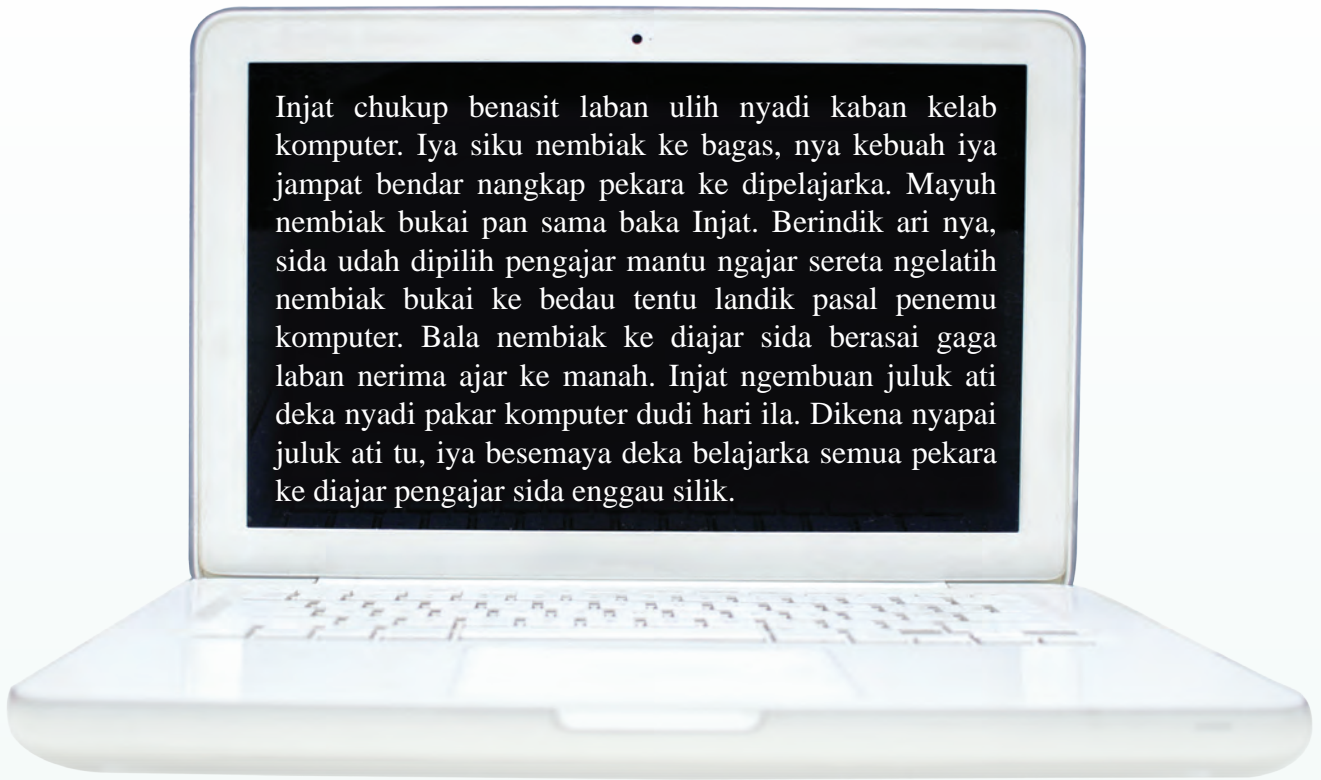 Injat chukup benasit laban ulih nyadi kaban kelab
komputer. Iya siku nembiak ke bagas, nya kebuah iya
jampat bendar nangkap pekara ke dipelajarka. Mayuh
nembiak bukai pan sama baka Injat. Berindik ari nya,
sida udah dipilih pengajar mantu ngajar sereta ngelatih
nembiak bukai ke bedau tentu landik pasal penemu
komputer. Bala nembiak ke diajar sida berasai gaga
laban nerima ajar ke manah. Injat ngembuan juluk ati
deka nyadi pakar komputer dudi hari ila. Dikena nyapai
juluk ati tu, iya besemaya deka belajarka semua pekara
ke diajar pengajar sida enggau silik.